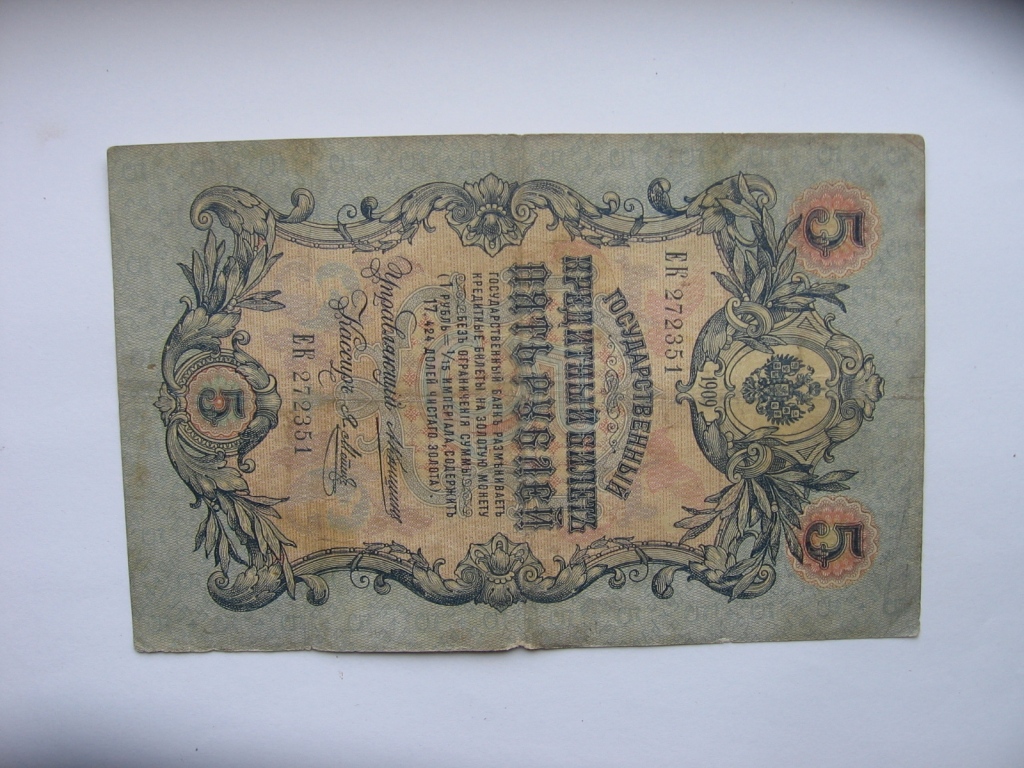 5 5
1909
ЕК 272351
ГОСУДАРСТВЕННЫЙ
КРЕДИТНЫЙ БИЛЕТЪ
ПЯТЬ РУБЛЕЙ
ГОСУДАРСТВЕННЫЙ БАНКЪ РАЗМѢНИВАЕТЪ
КРЕДИТНЫЕ БИЛЕТЫ НА ЗОЛОТУЮ МОНЕТУ
БЕЗЪ ОГРАНИЧЕНІЯ СУММЫ
(1 РУБЛЬ = 1/15 ИМПЕРІАЛА, СОДЕРЖИТЪ
17,424 ДОЛЕЙ ЧИСТАГО ЗОЛОТА).
Управляющій
Кассиръ
ЕК 272351
5